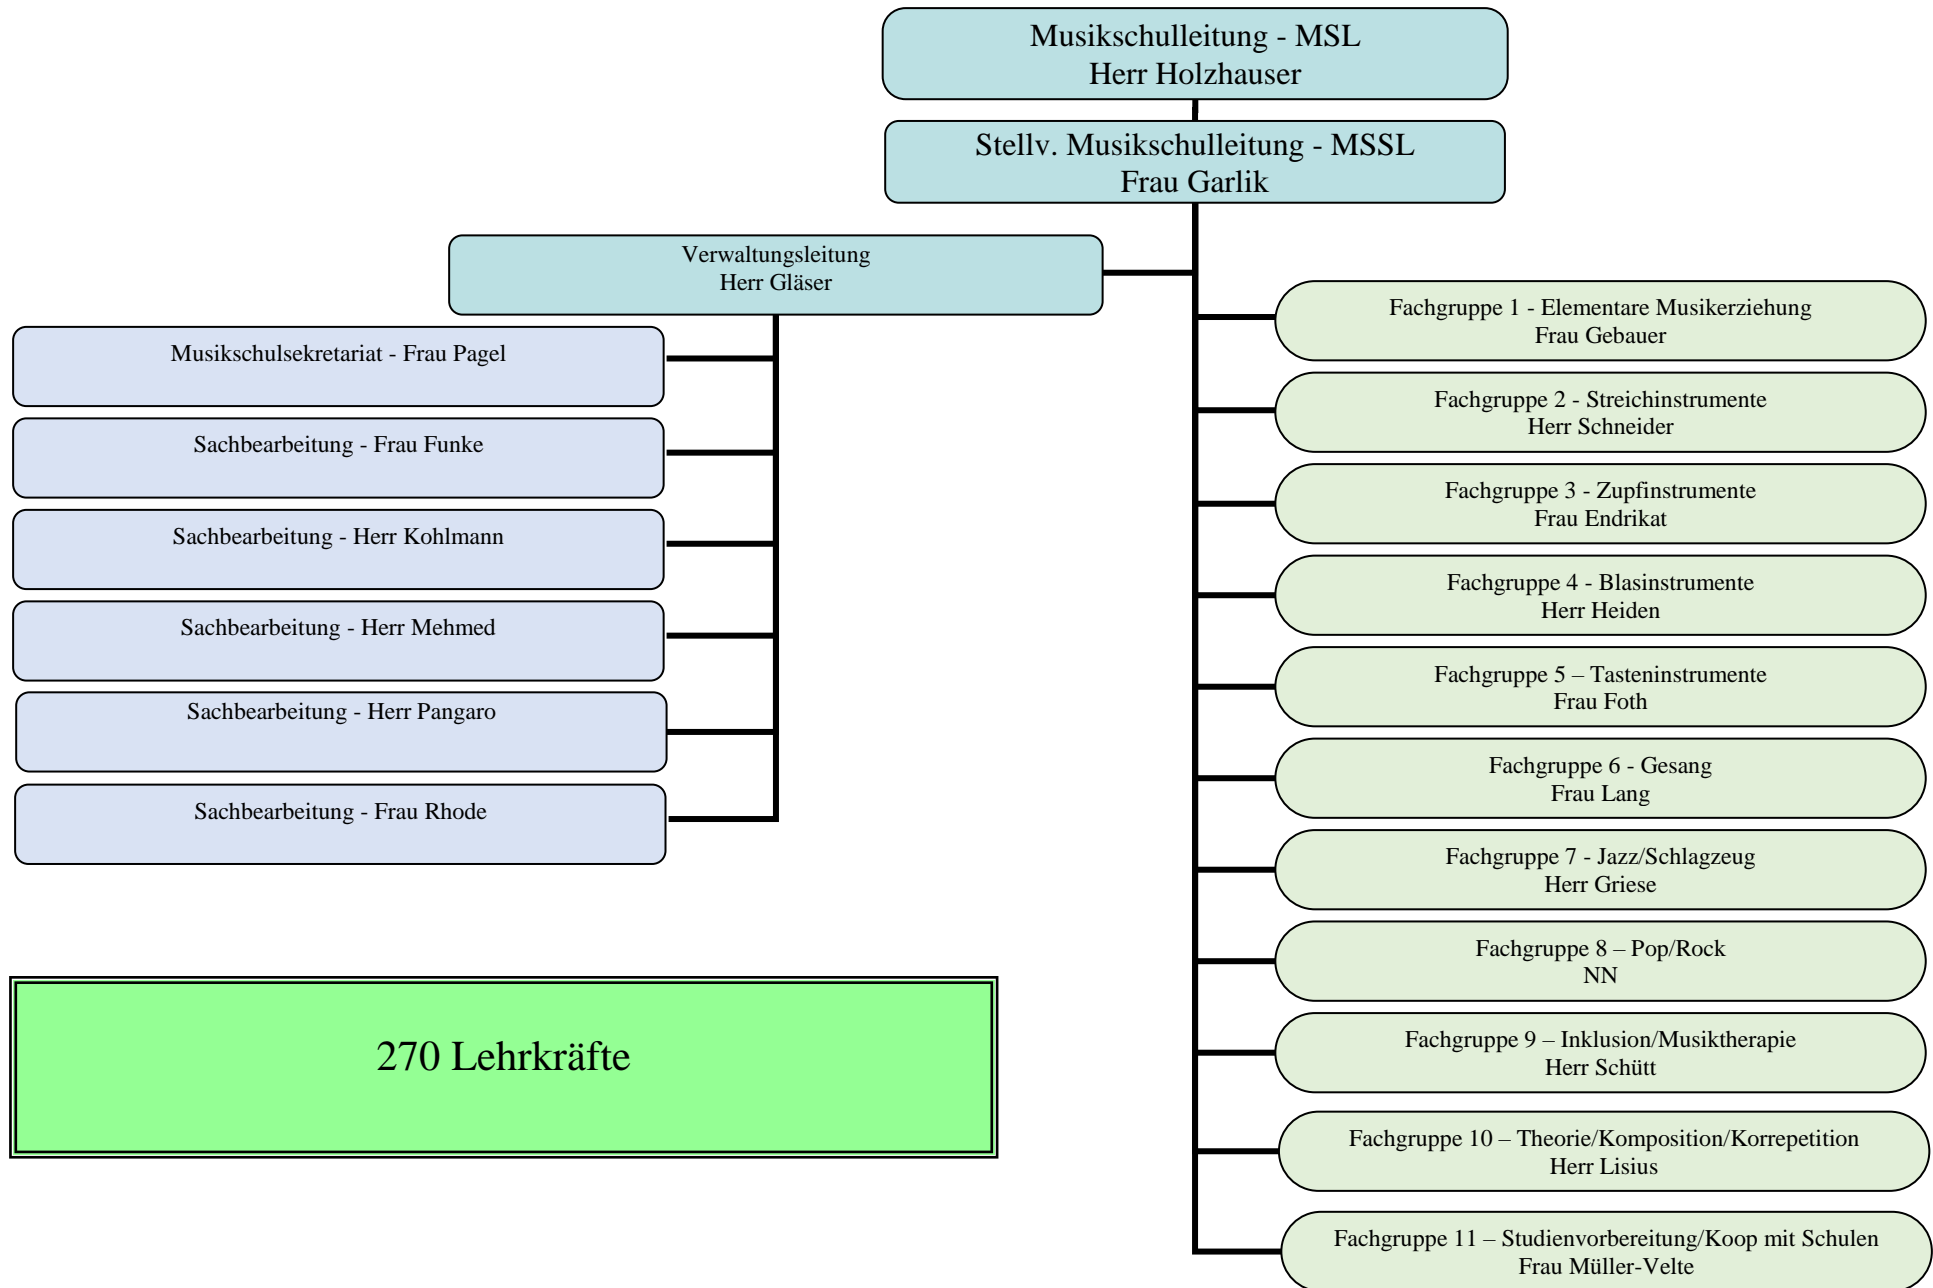 Musikschulleitung - MSL
Herr Holzhauser
Stellv. Musikschulleitung - MSSL
Frau Garlik
Verwaltungsleitung
Herr Gläser
Musikschulsekretariat - Frau Pagel
Sachbearbeitung - Frau Funke
Sachbearbeitung - Herr Kohlmann
Sachbearbeitung - Herr Mehmed
Sachbearbeitung - Herr Pangaro
Sachbearbeitung - Frau Rhode
270 Lehrkräfte
Fachgruppe 1 - Elementare Musikerziehung
Frau Gebauer
Fachgruppe 2 - Streichinstrumente
Herr Schneider
Fachgruppe 3 - Zupfinstrumente
Frau Endrikat
Fachgruppe 4 - Blasinstrumente
Herr Heiden
Fachgruppe 5 – Tasteninstrumente
Frau Foth
Fachgruppe 6 - Gesang
Frau Lang
Fachgruppe 7 - Jazz/Schlagzeug
Herr Griese
Fachgruppe 8 – Pop/Rock
NN
Fachgruppe 9 – Inklusion/Musiktherapie
Herr Schütt
Fachgruppe 10 – Theorie/Komposition/Korrepetition
Herr Lisius
Fachgruppe 11 – Studienvorbereitung/Koop mit Schulen
Frau Müller-Velte